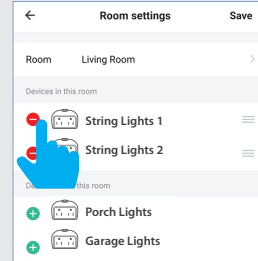 ← Room settings Save
Room Living Room >
Devices in this room
String Lights 1
String Lights 2
this room
Porch Lights
Garage Lights